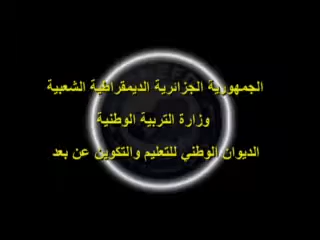 الجمهورية الجزائرية الديمقراطية الشعبية
وزارة التربية الوطنية
الديوان الوطني للتعليم والتكوين عن بعد